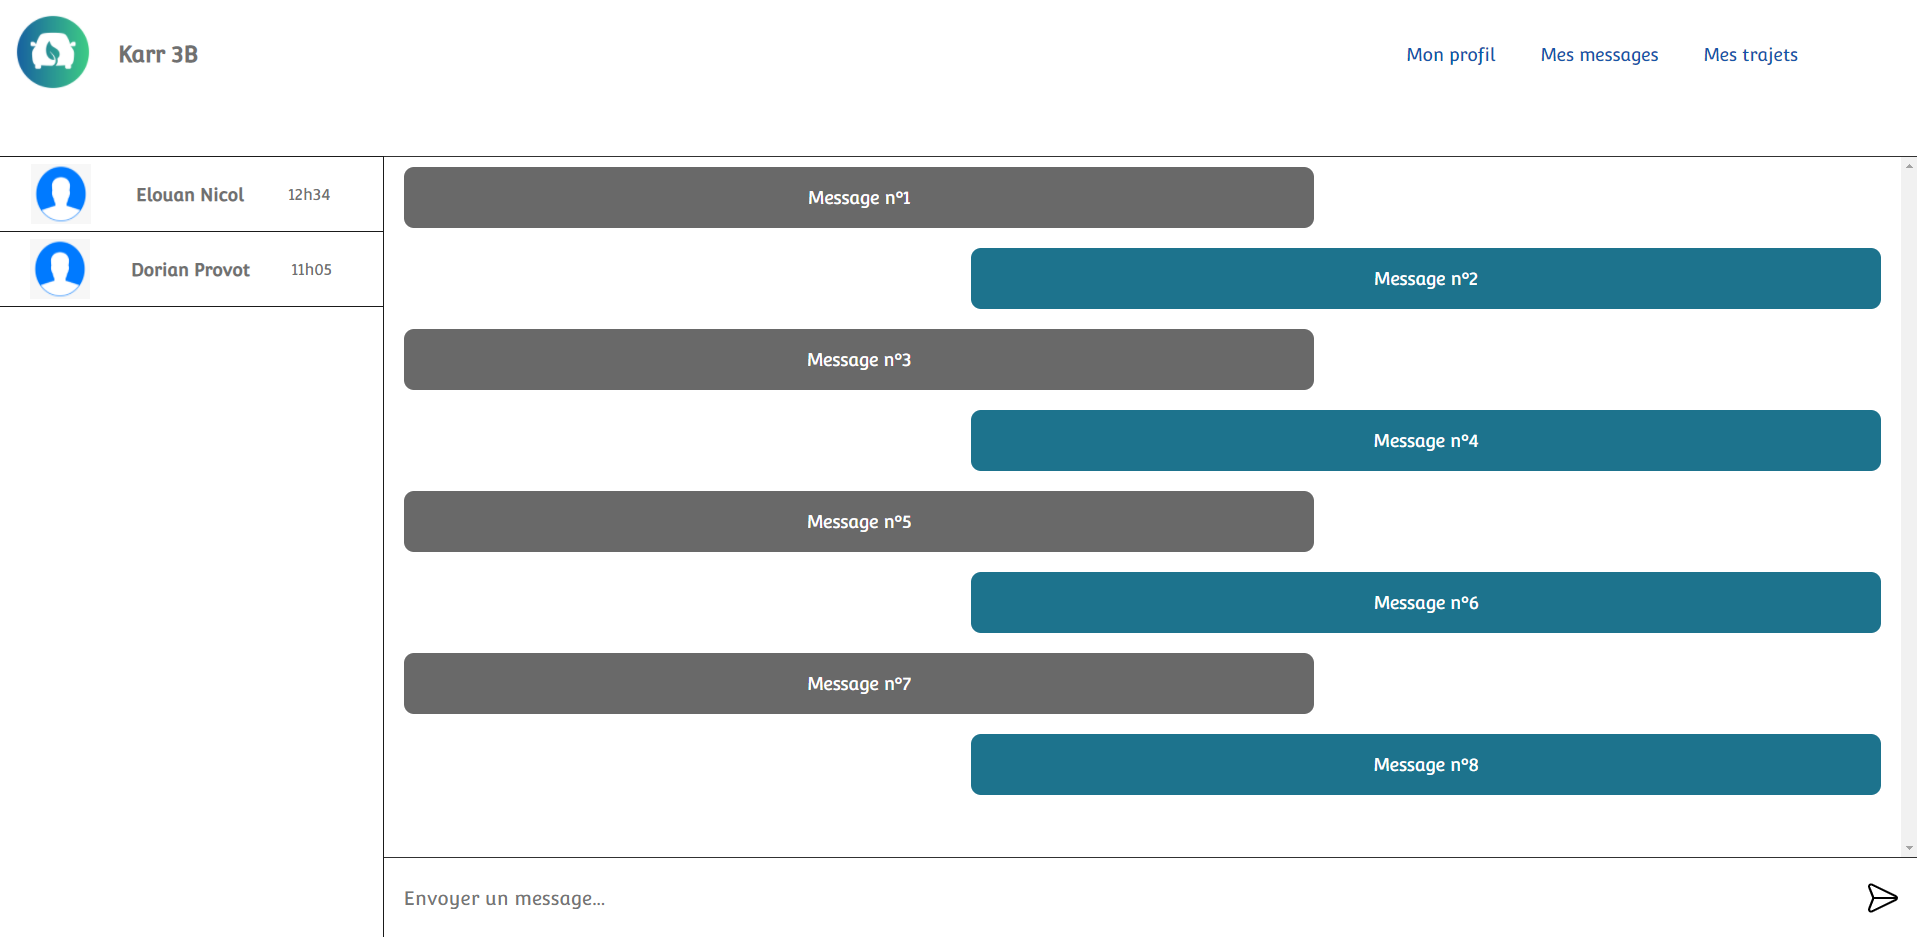 Karr 3B
Mon profil Mes messages Mes trajets
Elouan Nicol 12h34
Dorian Provot 11h05
Message n°1
Message n°2
Message n°3
Message n°4
Message n°5
Message n°6
Message n°7
Message n°8
Envoyer un message...